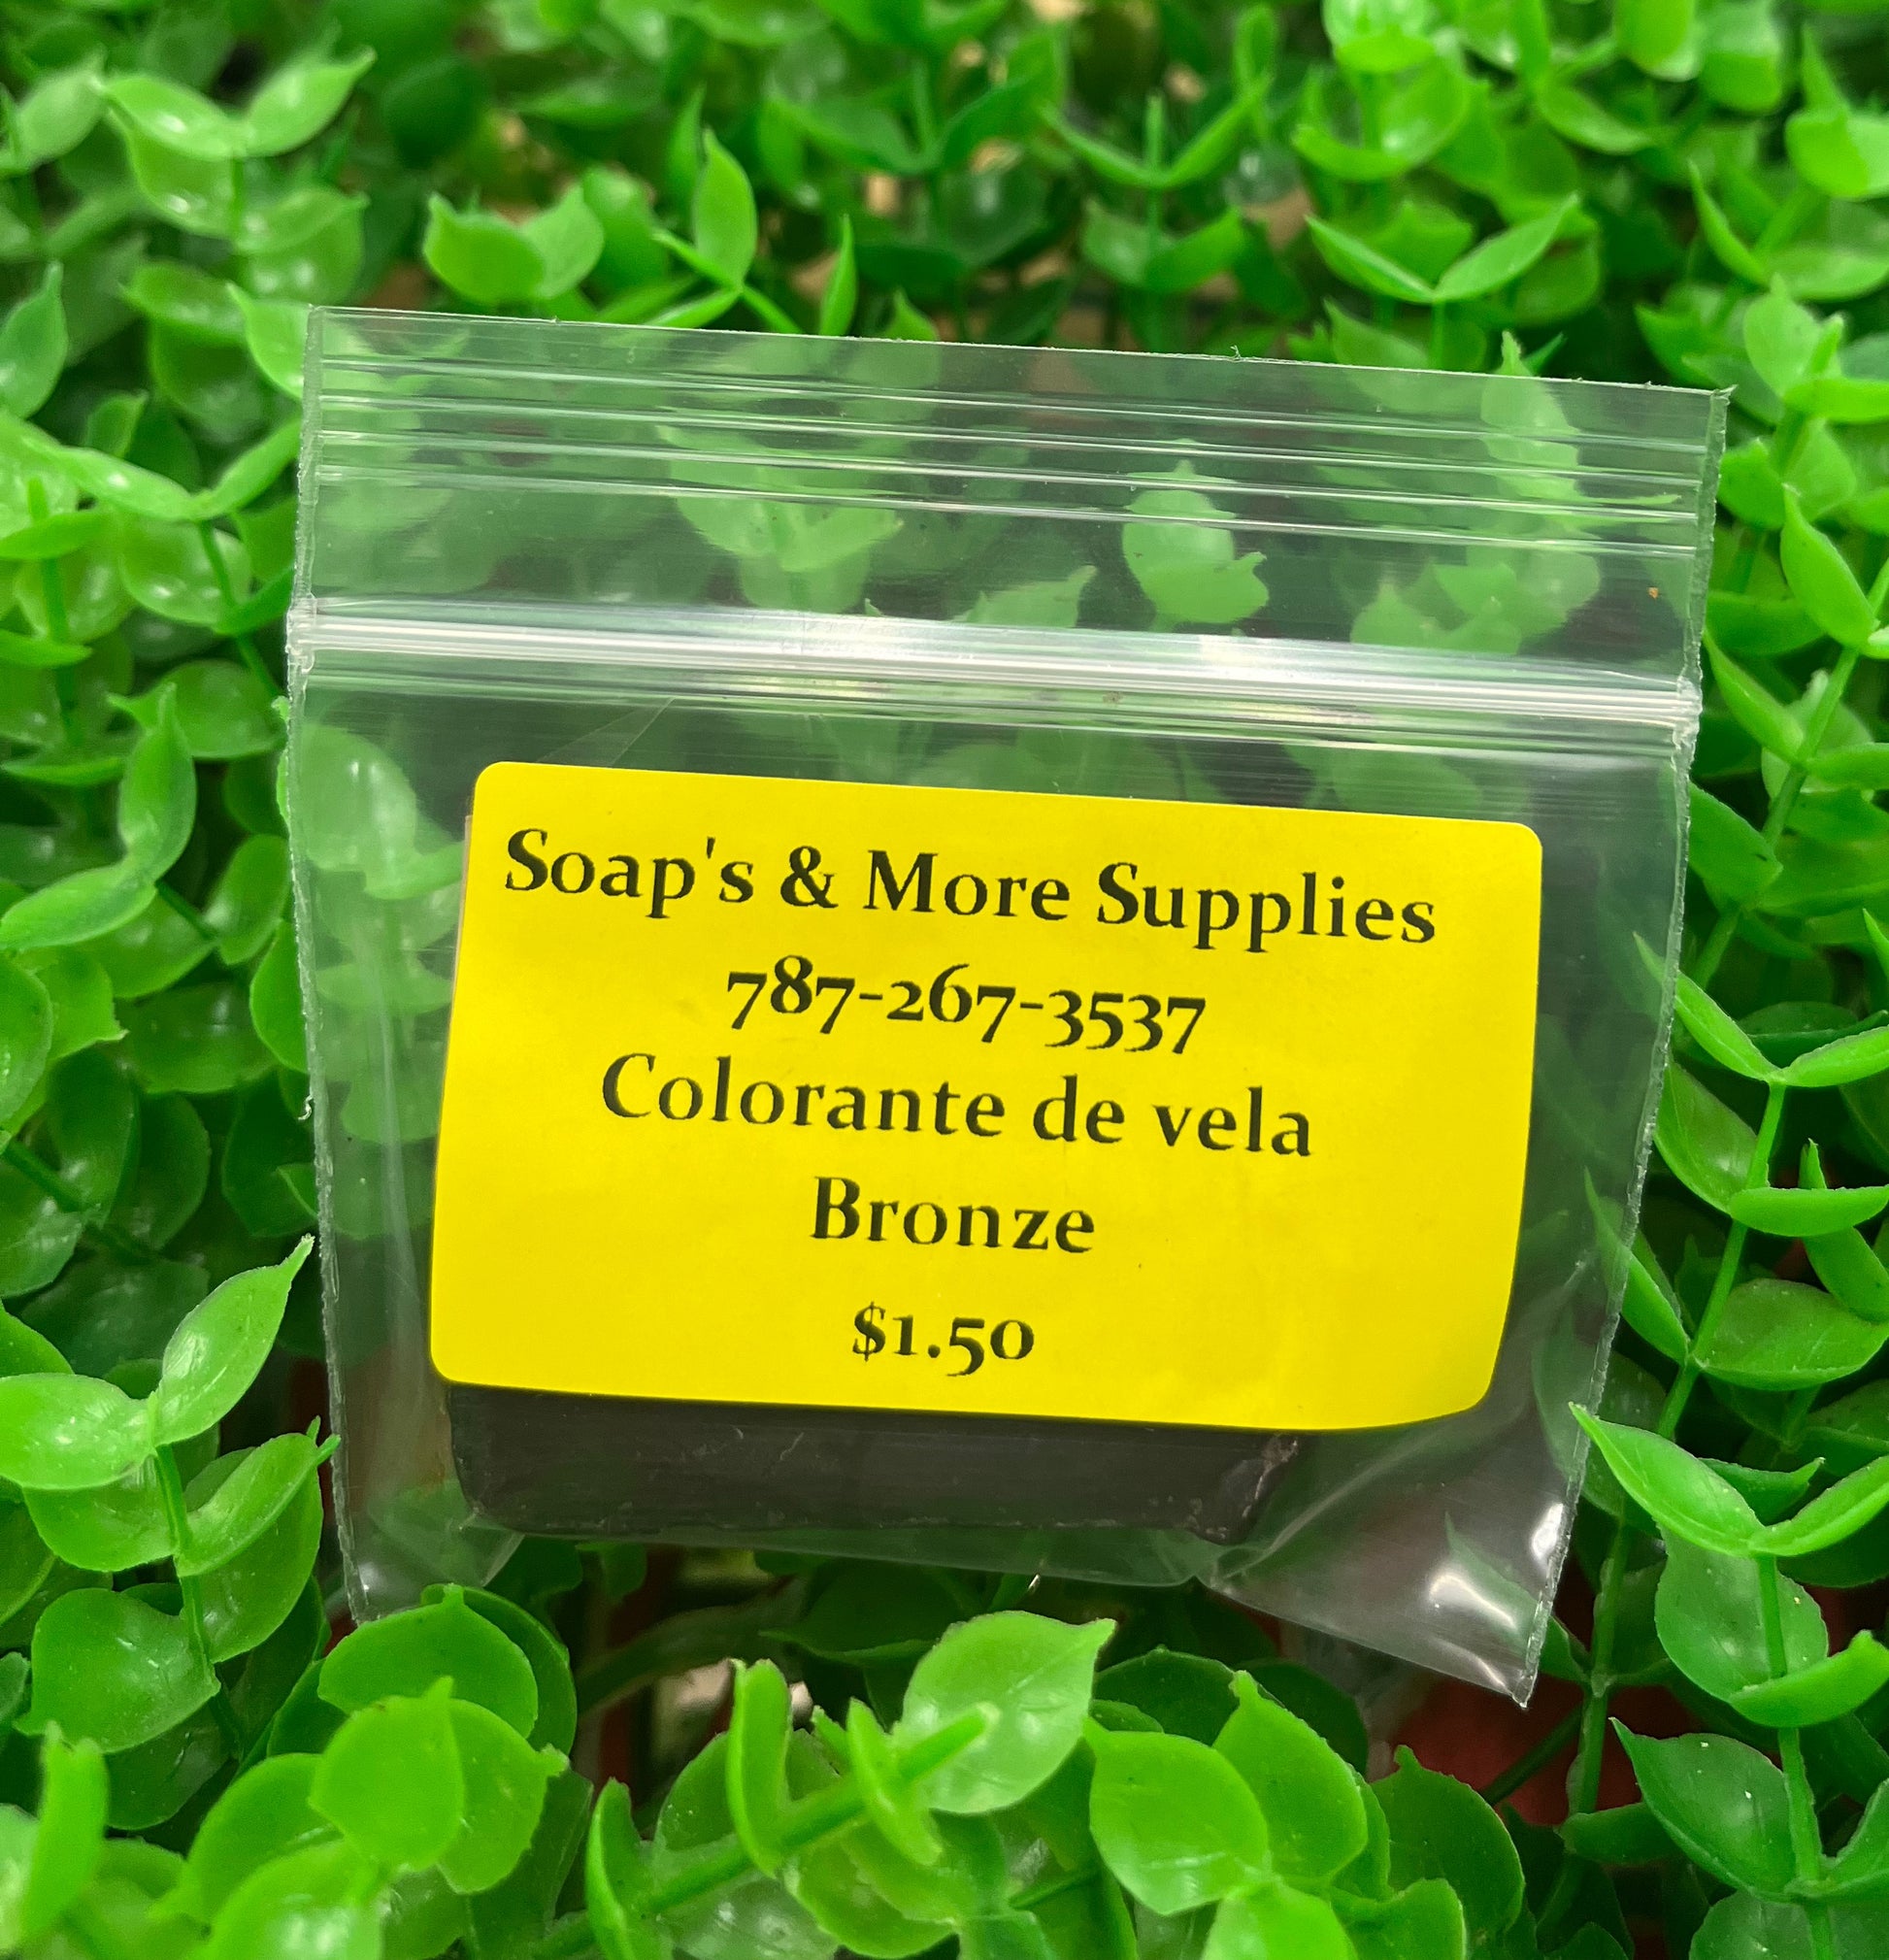 Soap's & More Supplies
787-267-3537
Colorante de vela
Bronze
$1.50